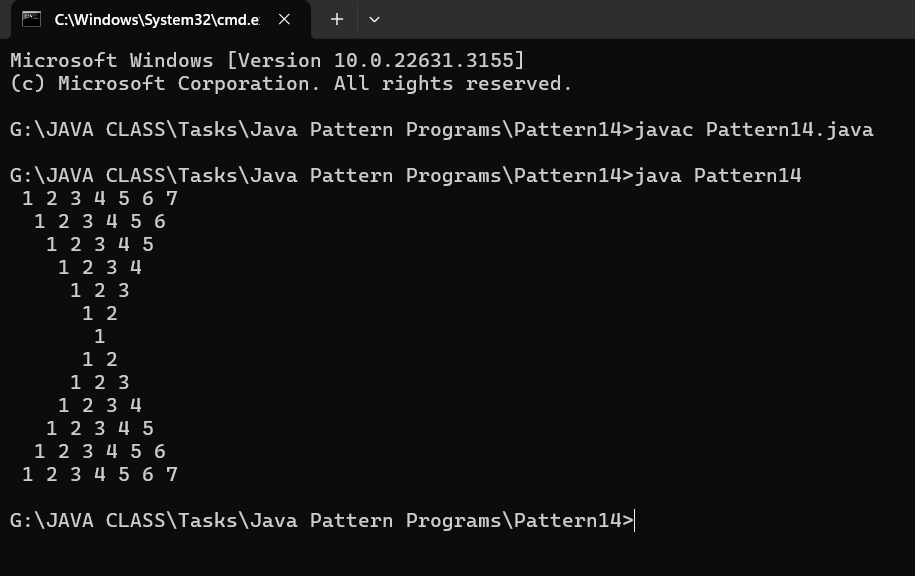 C:\Windows\System32\cmd.e
Microsoft Windows [Version 10.0.22631.3155]
(c) Microsoft Corporation. All rights reserved.
G:\JAVA CLASS\Tasks\Java Pattern Programs\Pattern14>javac Pattern14.java
G:\JAVA CLASS\Tasks\Java Pattern Programs\Pattern14>java Pattern14
 1 2 3 4 5 6 7
  1 2 3 4 5 6
   1 2 3 4 5
    1 2 3 4
     1 2 3
      1 2
       1
      1 2
     1 2 3
    1 2 3 4
   1 2 3 4 5
  1 2 3 4 5 6
 1 2 3 4 5 6 7
G:\JAVA CLASS\Tasks\Java Pattern Programs\Pattern14>